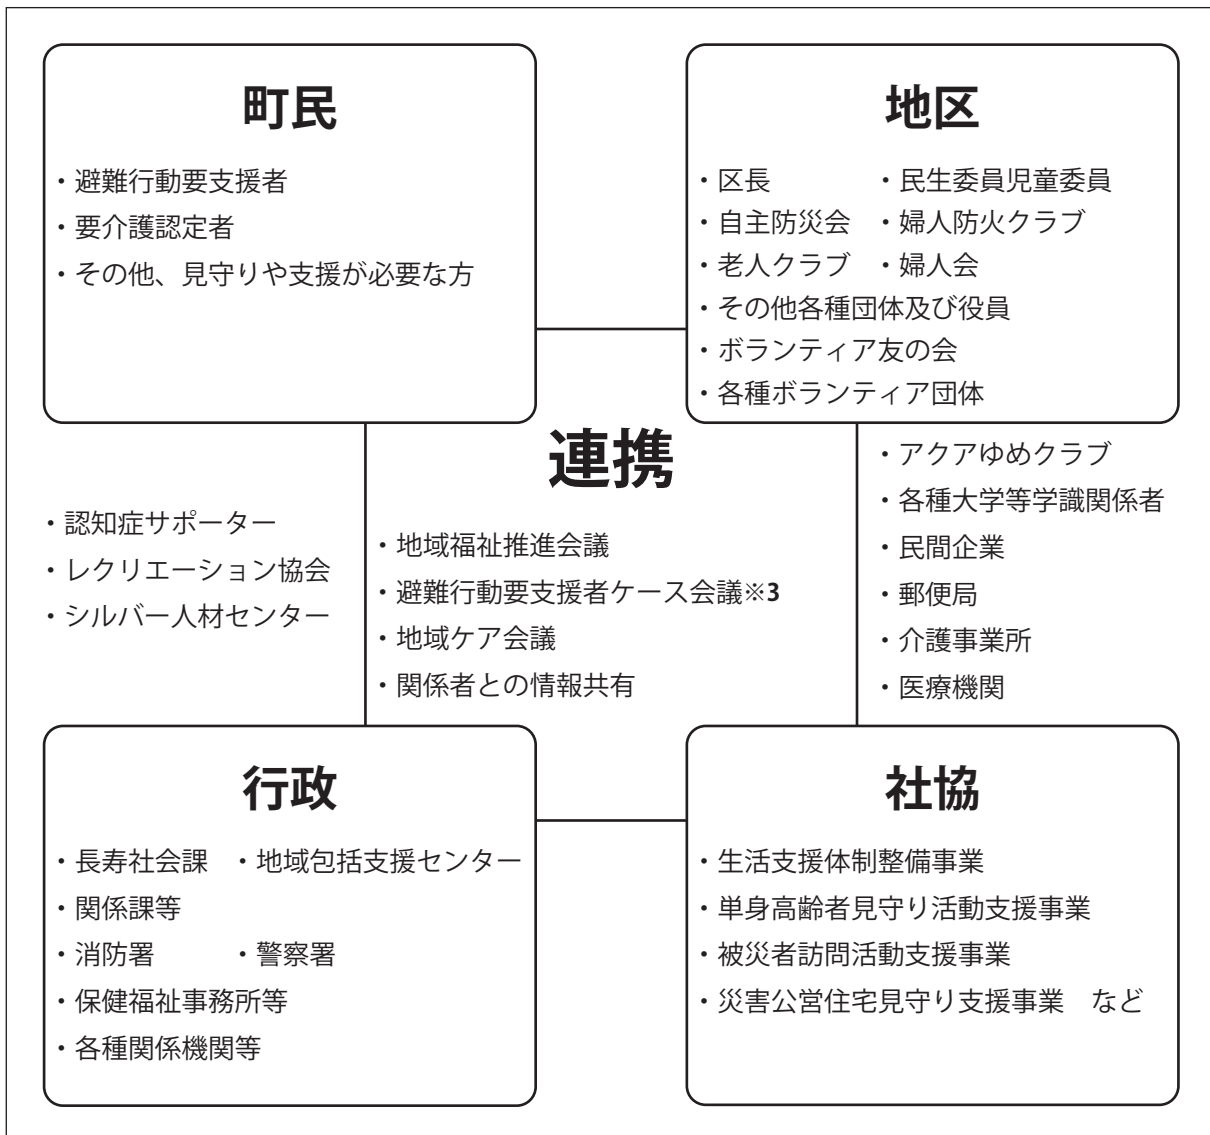 町民
・避難行動要支援者
・要介護認定者
・その他、見守りや支援が必要な方
地区
・区長　・民生委員児童委員
・自主防災会　・婦人防火クラブ
・老人クラブ　・婦人会
・その他各種団体及び役員
・ボランティア友の会
・各種ボランティア団体
連携
・認知症サポーター
・レクリエーション協会
・シルバー人材センター
・地域福祉推進会議
・避難行動要支援者ケース会議※3
・地域ケア会議
・関係者との情報共有
・アクアゆめクラブ
・各種大学等学識関係者
・民間企業
・郵便局
・介護事業所
・医療機関
行政
・長寿社会課　・地域包括支援センター
・関係課等
・消防署　・警察署
・保健福祉事務所等
・各種関係機関等
社協
・生活支援体制整備事業
・単身高齢者見守り活動支援事業
・被災者訪問活動支援事業
・災害公営住宅見守り支援事業　など